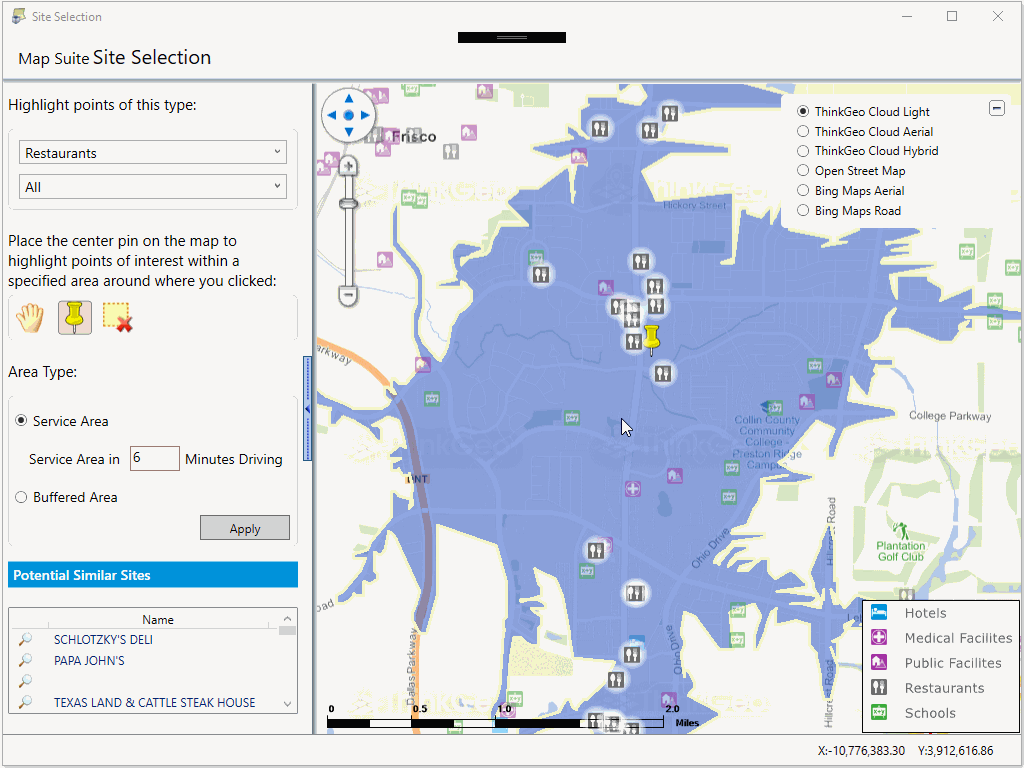 Site Selection
Map Suite Site Selection
Highlight points of this type:
Restaurants
All
Place the center pin on the map to
highlight points of interest within a
specified area around where you clicked:
Area Type:
Service Area
Service Area in 6 Minutes Driving
Buffered Area
Apply
Potential Similar Sites
Name
SCHLOTZKY'S DELI
PAPA JOHN'S
TEXAS LAND & CATTLE STEAK HOUSE
Frisco
Hickory Street
ThinkGeo Cloud Light
ThinkGeo Cloud Aerial
ThinkGeo Cloud Hybrid
Open Street Map
Bing Maps Aerial
Bing Maps Road
arkway
College Parkway
Collin County
Community
College -
Preston Ridge
Campus
DNT
Hillcrest Road
Ohio Drive
Plantation
Golf Club
oad
Dallas Parkway
Ohio Drive
Hillcrest Road
Hotels
Medical Facilites
Public Facilites
Restaurants
Schools
0 0.5 1.0 2.0
Miles
X:-10,776,383.30 Y:3,912,616.86